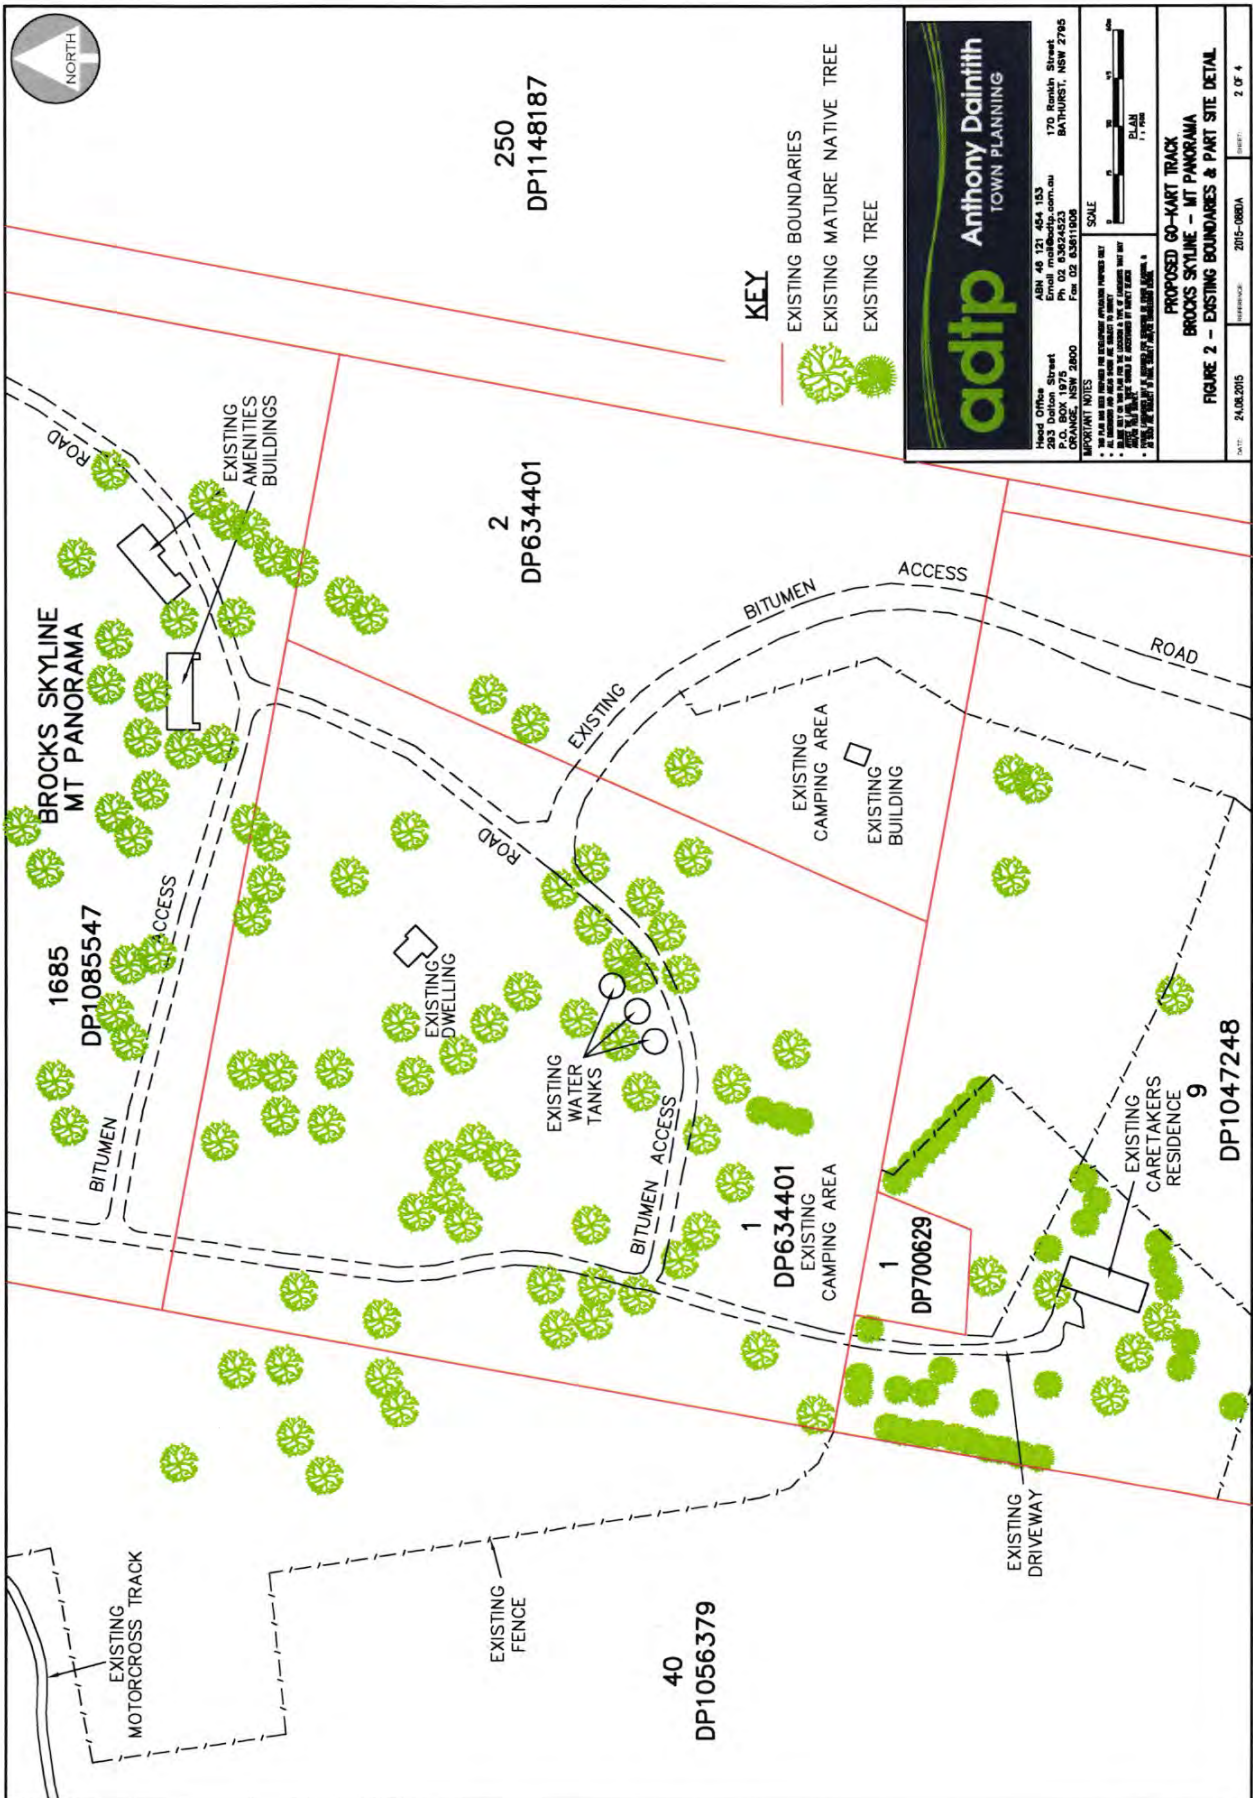 NORTH
BROCKS SKYLINE
MT PANORAMA
1685
DP1085547
250
DP1148187
2
DP634401
ROAD
EXISTING
AMENITIES
BUILDINGS
ACCESS
BITUMEN
EXISTING
DWELLING
ROAD
EXISTING
BITUMEN
ACCESS
ROAD
EXISTING
CAMPING AREA
EXISTING
BUILDING
EXISTING
WATER
TANKS
BITUMEN
ACCESS
1
DP634401
EXISTING
CAMPING AREA
1
DP700629
EXISTING
CARETAKERS
RESIDENCE
9
DP1047248
EXISTING
DRIVEWAY
EXISTING
FENCE
EXISTING
MOTORCROSS TRACK
40
DP1056379
KEY
EXISTING BOUNDARIES
EXISTING MATURE NATIVE TREE
EXISTING TREE
adtp
Anthony Daintith
TOWN PLANNING
Head Office
293 Dalton Street
P.O. BOX 1975
ORANGE, NSW 2800
ABN 46 121 454 153
Email mail@adtp.com.au
Ph 02 63624523
Fax 02 63611906
170 Rankin Street
BATHURST, NSW 2795
IMPORTANT NOTES
SCALE
PLAN
PROPOSED GO-KART TRACK
BROCKS SKYLINE - MT PANORAMA
FIGURE 2 - EXISTING BOUNDARIES & PART SITE DETAIL
DATE: 24.08.2015
REFERENCE: 2015-088DA
SHEET: 2 OF 4